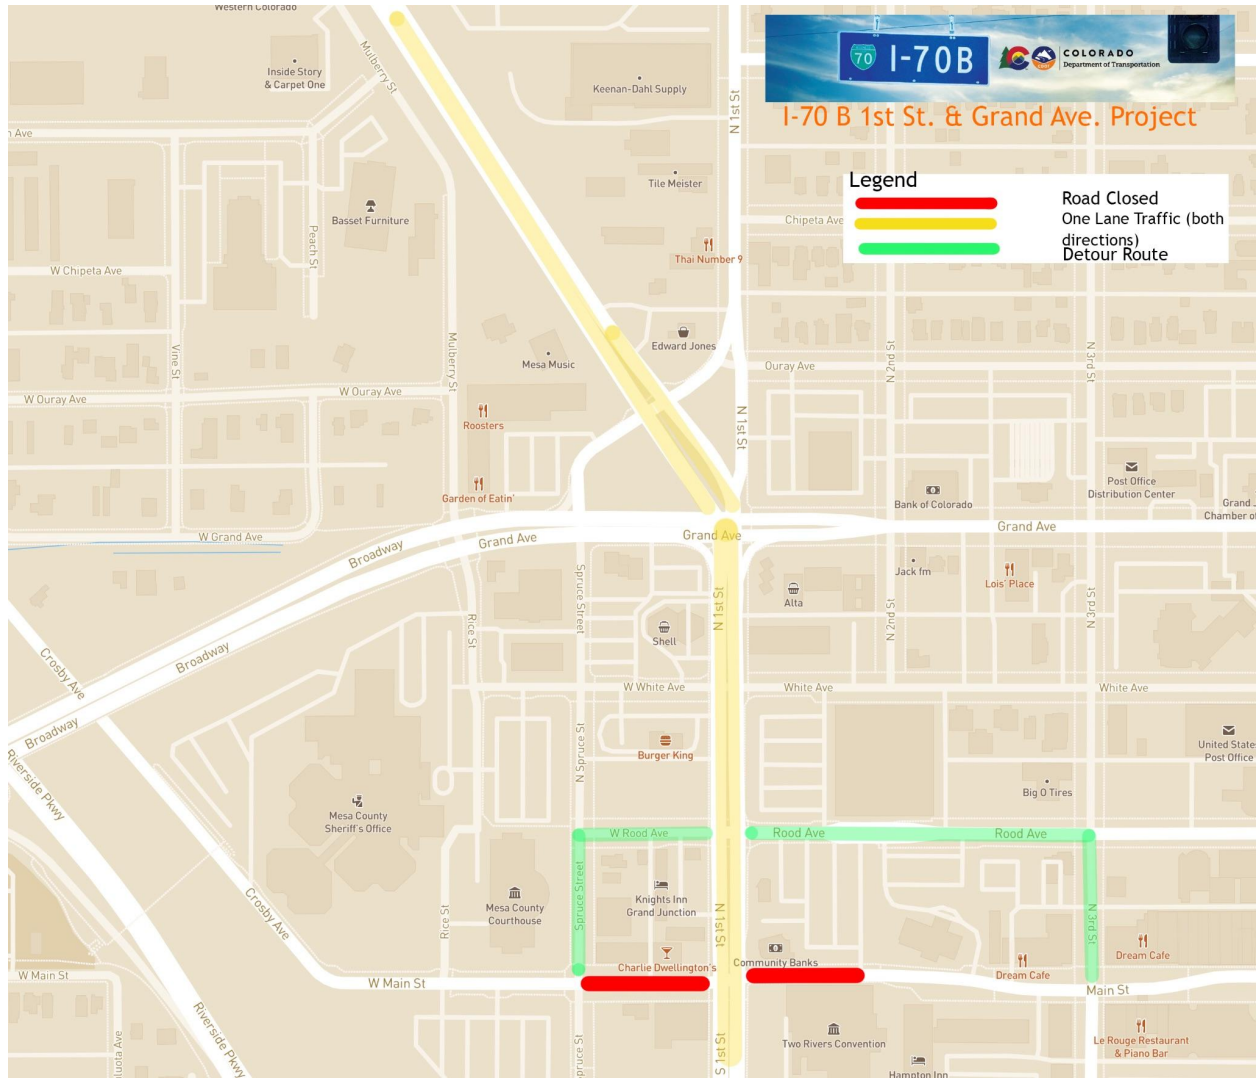 Western Colorado
Mulberry St
Inside Story
& Carpet One
Keenan-Dahl Supply
N 1st St
70
I-70B
COLORADO
Department of Transportation
I-70 B 1st St. & Grand Ave. Project
Legend
Road Closed
One Lane Traffic (both
directions)
Detour Route
n Ave
Tile Meister
Basset Furniture
Peach St
Chipeta Ave
Thai Number 9
W Chipeta Ave
Vine St
Mulberry St
Mesa Music
Edward Jones
Ouray Ave
N 2nd St
N 3rd St
W Ouray Ave
W Ouray Ave
Roosters
N 1st St
Garden of Eatin'
Bank of Colorado
Post Office
Distribution Center
Grand
Chamber of
W Grand Ave
Broadway
Grand Ave
Grand Ave
Grand Ave
Jack fm
Lois' Place
Alta
Spruce Street
N 1st St
N 2nd St
N 3rd St
Rice St
Shell
Crosby Ave
Broadway
W White Ave
White Ave
White Ave
Broadway
Riverside Pkwy
N Spruce St
Burger King
United States
Post Office
Big O Tires
Mesa County
Sheriff's Office
W Rood Ave
Rood Ave
Rood Ave
Crosby Ave
Rice St
Mesa County
Courthouse
Spruce Street
Knights Inn
Grand Junction
N 1st St
N 3rd St
Charlie Dwellington's
Community Banks
Dream Cafe
Dream Cafe
W Main St
W Main St
Main St
Riverside Pkwy
Spruce St
S 1st St
Two Rivers Convention
Le Rouge Restaurant
& Piano Bar
Hampton Inn